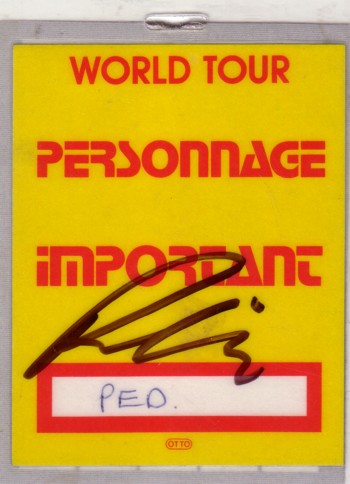 WORLD TOUR
PERSONNAGE
IMPORTANT
PED.
OTTO